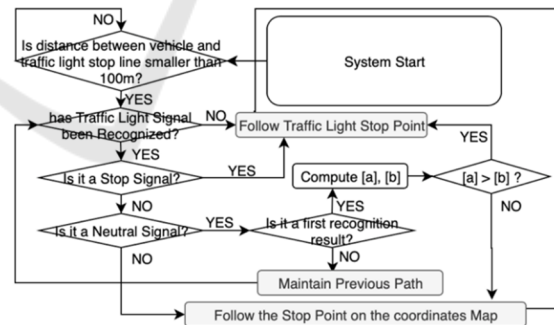 NO
Is distance between vehicle and
traffic light stop line smaller than
100m?
System Start
YES
has Traffic Light Signal
been Recognized?
NO
Follow Traffic Light Stop Point
YES
YES
Is it a Stop Signal?
YES
Compute [a], [b]
[a] > [b] ?
NO
YES
NO
Is it a Neutral Signal?
YES
Is it a first recognition
result?
NO
NO
Maintain Previous Path
Follow the Stop Point on the coordinates Map